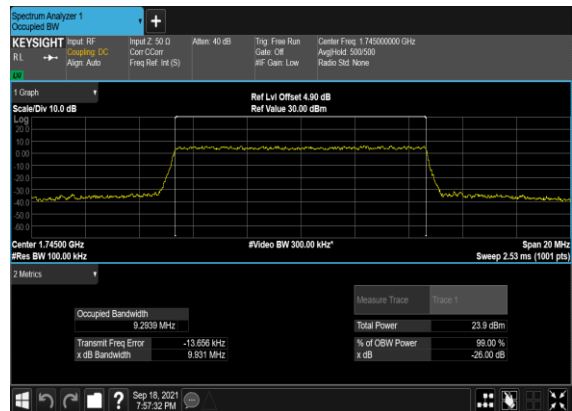 Spectrum Analyzer 1
Occupied BW
+
KEYSIGHT Input: RF Input Z: 50 Ω Atten: 40 dB Trig: Free Run Center Freq: 1.745000000 GHz
RL Coupling: DC Corr CCorr Gate: Off Avg|Hold: 500/500
Align: Auto Freq Ref: Int (S) #IF Gain: Low Radio Std: None
LW
1 Graph
Ref Lvl Offset 4.90 dB
Scale/Div 10.0 dB Ref Value 30.00 dBm
Log
20.0
10.0
0.00
-10.0
-20.0
-30.0
-40.0
-50.0
-60.0
Center 1.74500 GHz #Video BW 300.00 kHz* Span 20 MHz
#Res BW 100.00 kHz Sweep 2.53 ms (1001 pts)
2 Metrics
Measure Trace Trace 1
Occupied Bandwidth
9.2939 MHz Total Power 23.9 dBm
Transmit Freq Error -13.656 kHz % of OBW Power 99.00 %
x dB Bandwidth 9.931 MHz x dB -26.00 dB
? Sep 18, 2021
7:57:32 PM